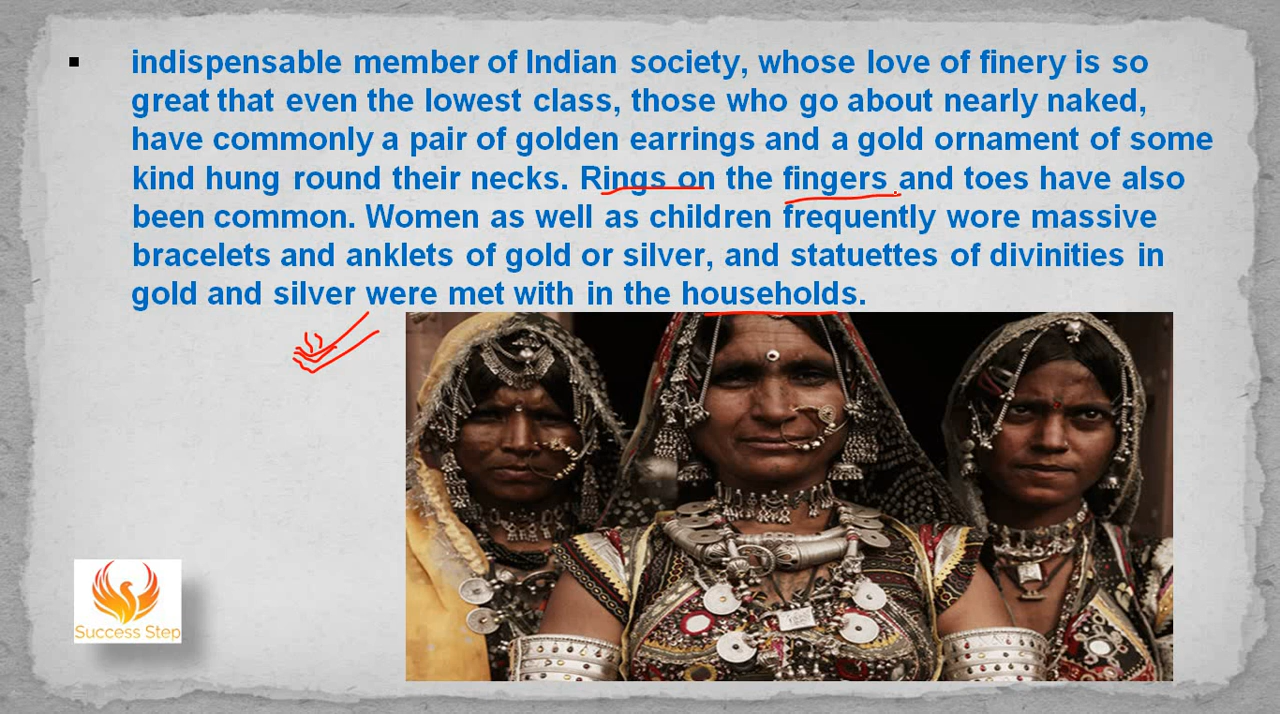 ▪ indispensable member of Indian society, whose love of finery is so
great that even the lowest class, those who go about nearly naked,
have commonly a pair of golden earrings and a gold ornament of some
kind hung round their necks. Rings on the fingers and toes have also
been common. Women as well as children frequently wore massive
bracelets and anklets of gold or silver, and statuettes of divinities in
gold and silver were met with in the households.
Success Step